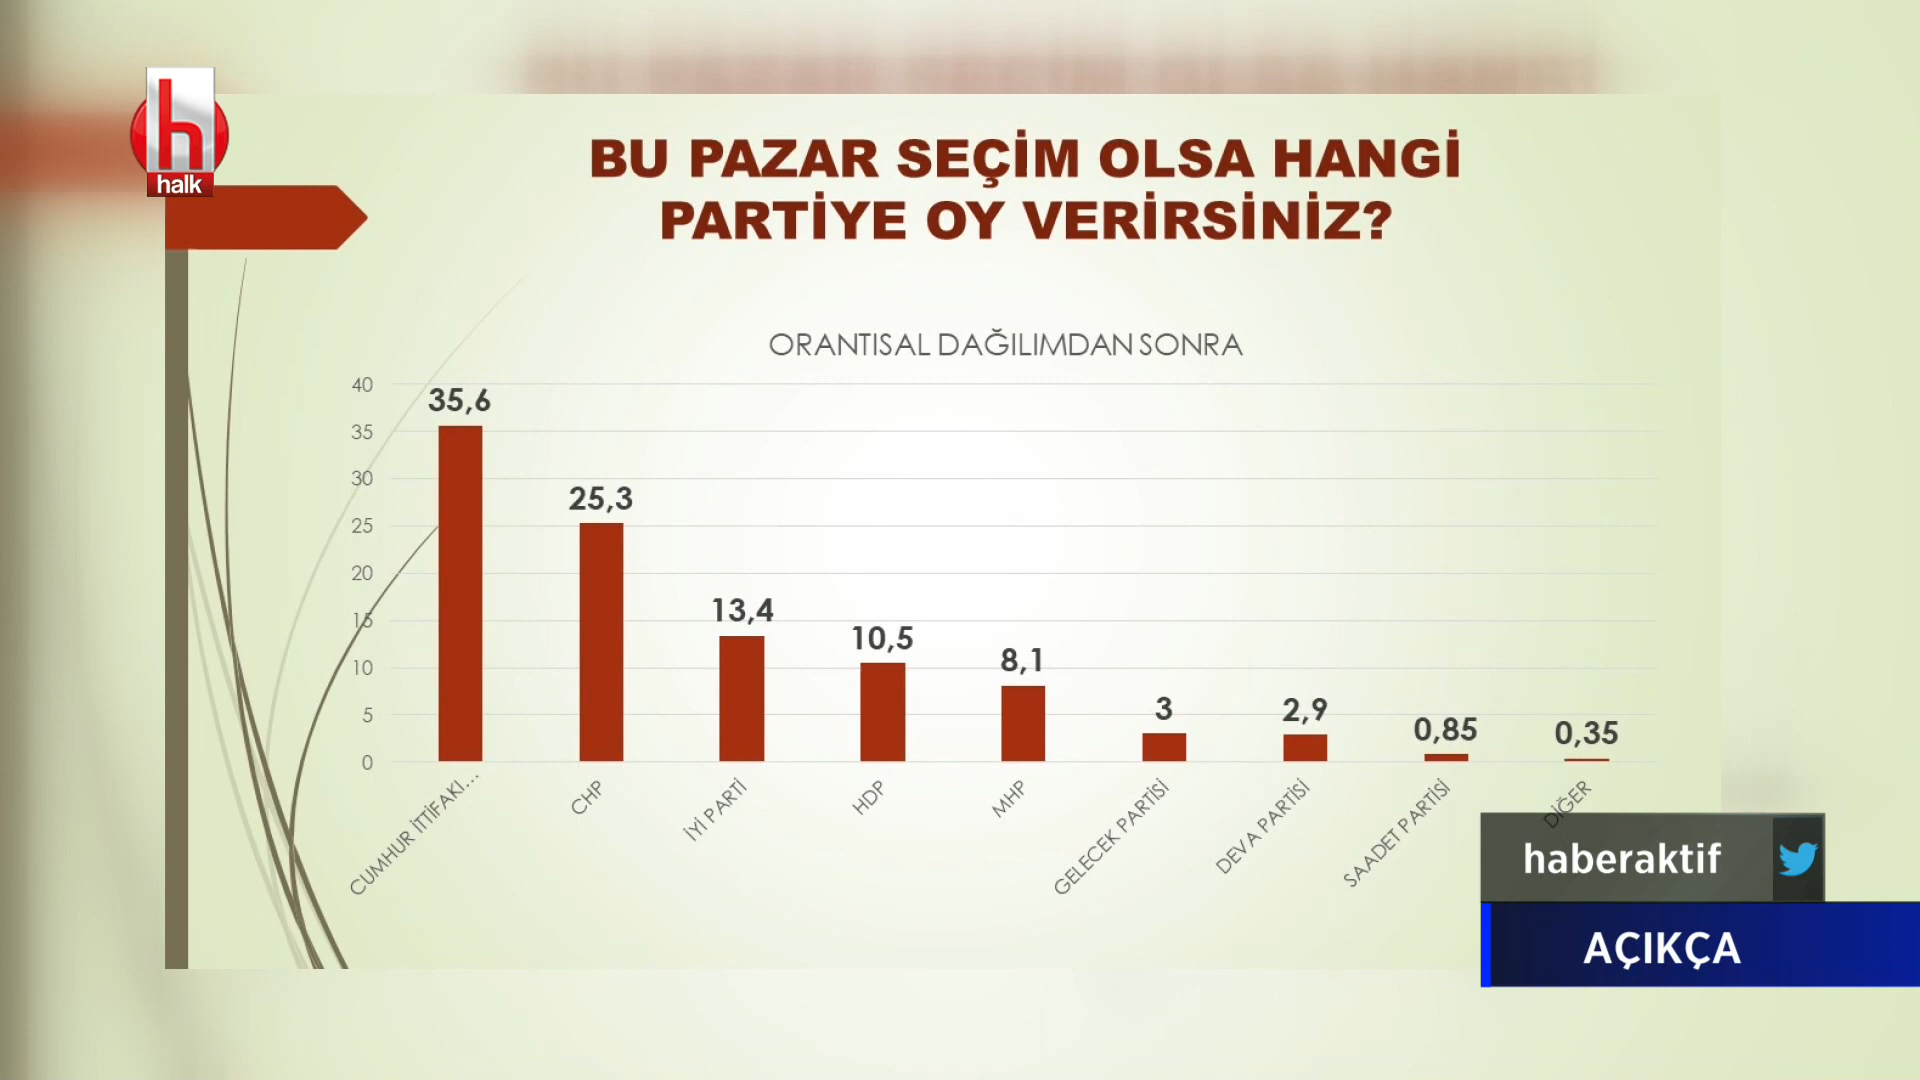 h
halk
BU PAZAR SEÇİM OLSA HANGİ
PARTİYE OY VERİRSİNİZ?
ORANTISAL DAĞILIMDAN SONRA
40
35
30
25
20
15
10
5
0
35,6
25,3
13,4
10,5
8,1
3
2,9
0,85
0,35
CUMHUR İTTİFAKI...
CHP
İYİ PARTİ
HDP
MHP
GELECEK PARTİSİ
DEVA PARTİSİ
SAADET PARTİSİ
DİĞER
haberaktif
AÇIKÇA